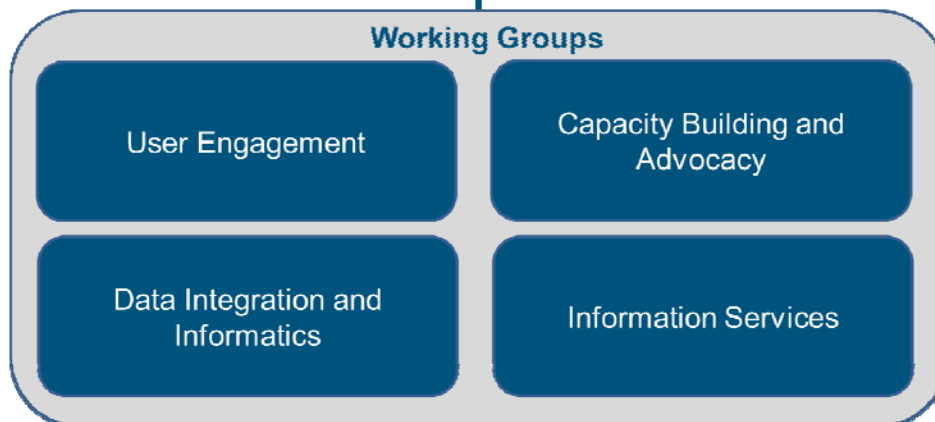 Working Groups
User Engagement
Capacity Building and
Advocacy
Data Integration and
Informatics
Information Services